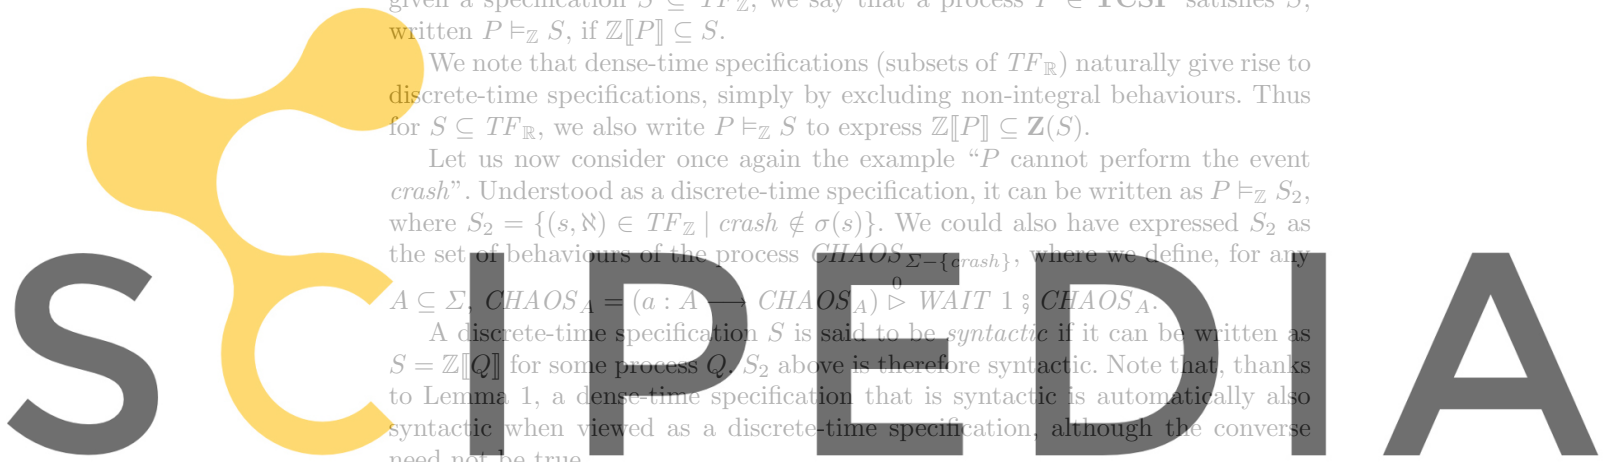 given a specification S ⊆ TF_ℤ, we say that a process P ∈ TCSP satisfies S,
written P ⊨_ℤ S, if ℤ⟦P⟧ ⊆ S.
We note that dense-time specifications (subsets of TF_ℝ) naturally give rise to
discrete-time specifications, simply by excluding non-integral behaviours. Thus
for S ⊆ TF_ℝ, we also write P ⊨_ℤ S to express ℤ⟦P⟧ ⊆ Z(S).
Let us now consider once again the example “P cannot perform the event
crash”. Understood as a discrete-time specification, it can be written as P ⊨_ℤ S₂,
where S₂ = {(s, ℵ) ∈ TF_ℤ | crash ∉ σ(s)}. We could also have expressed S₂ as
the set of behaviours of the process CHAOS_{Σ−{crash}}, where we define, for any
A ⊆ Σ, CHAOS_A = (a : A ⟶ CHAOS_A) ▷⁰ WAIT 1 ⨟ CHAOS_A.
A discrete-time specification S is said to be syntactic if it can be written as
S = ℤ⟦Q⟧ for some process Q. S₂ above is therefore syntactic. Note that, thanks
to Lemma 1, a dense-time specification that is syntactic is automatically also
syntactic when viewed as a discrete-time specification, although the converse
need not be true.
SCIPEDIA